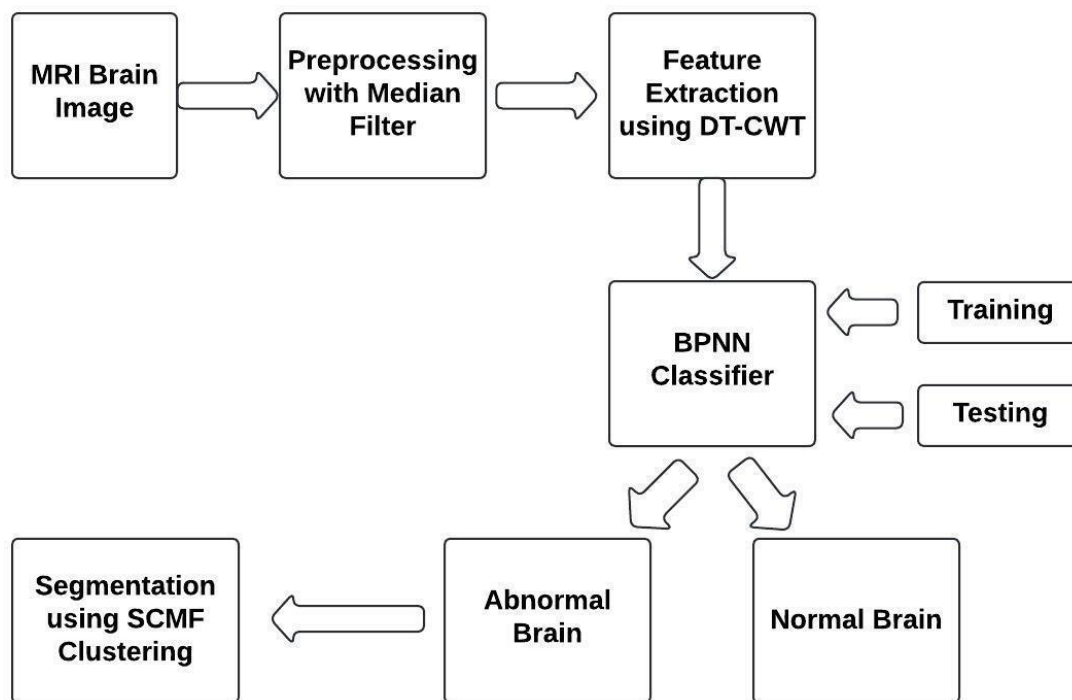 MRI Brain
Image
Preprocessing
with Median
Filter
Feature
Extraction
using DT-CWT
BPNN
Classifier
Training
Testing
Segmentation
using SCMF
Clustering
Abnormal
Brain
Normal Brain